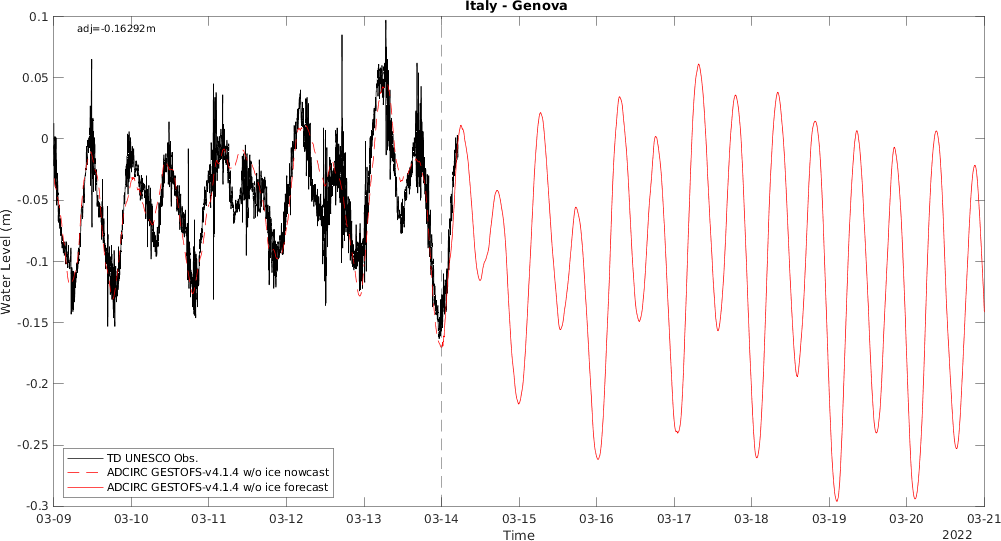 Italy - Genova
adj=-0.16292m
0.1
0.05
0
-0.05
-0.1
-0.15
-0.2
-0.25
-0.3
Water Level (m)
TD UNESCO Obs.
ADCIRC GESTOFS-v4.1.4 w/o ice nowcast
ADCIRC GESTOFS-v4.1.4 w/o ice forecast
03-09 03-10 03-11 03-12 03-13 03-14 03-15 03-16 03-17 03-18 03-19 03-20 03-21
Time
2022